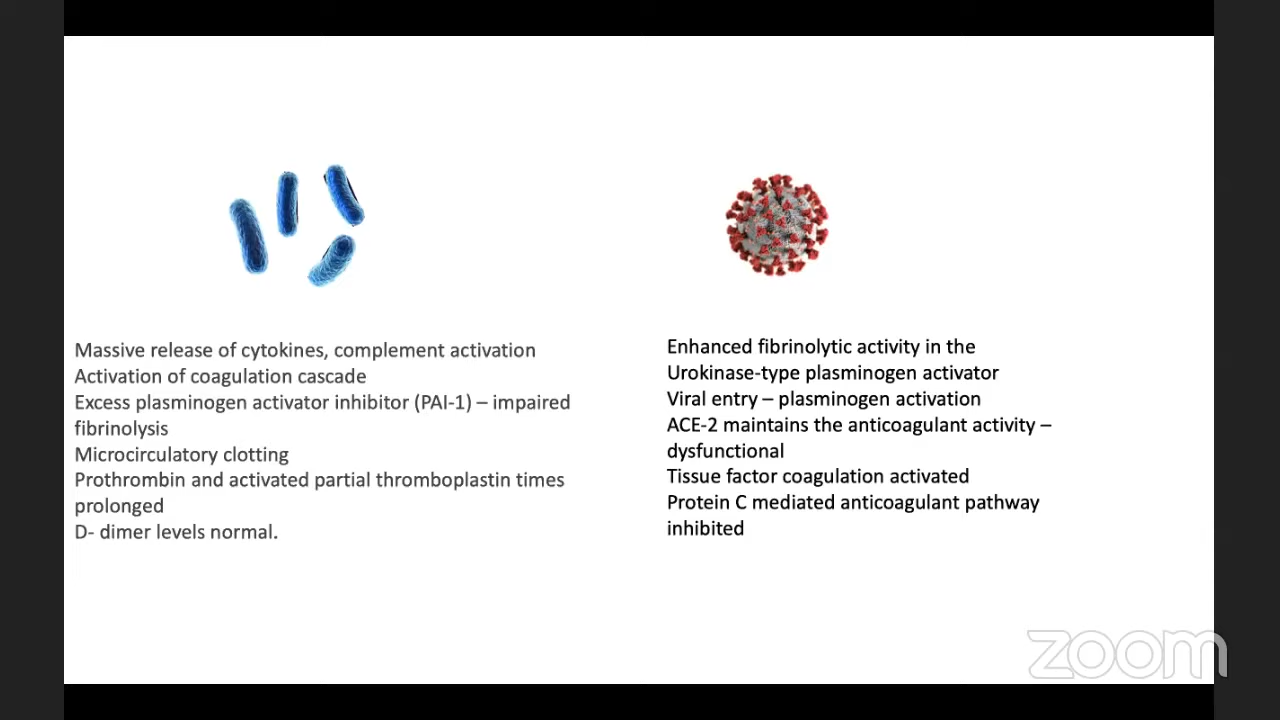 Massive release of cytokines, complement activation
Activation of coagulation cascade
Excess plasminogen activator inhibitor (PAI-1) – impaired
fibrinolysis
Microcirculatory clotting
Prothrombin and activated partial thromboplastin times
prolonged
D- dimer levels normal.
Enhanced fibrinolytic activity in the
Urokinase-type plasminogen activator
Viral entry – plasminogen activation
ACE-2 maintains the anticoagulant activity –
dysfunctional
Tissue factor coagulation activated
Protein C mediated anticoagulant pathway
inhibited
zoom